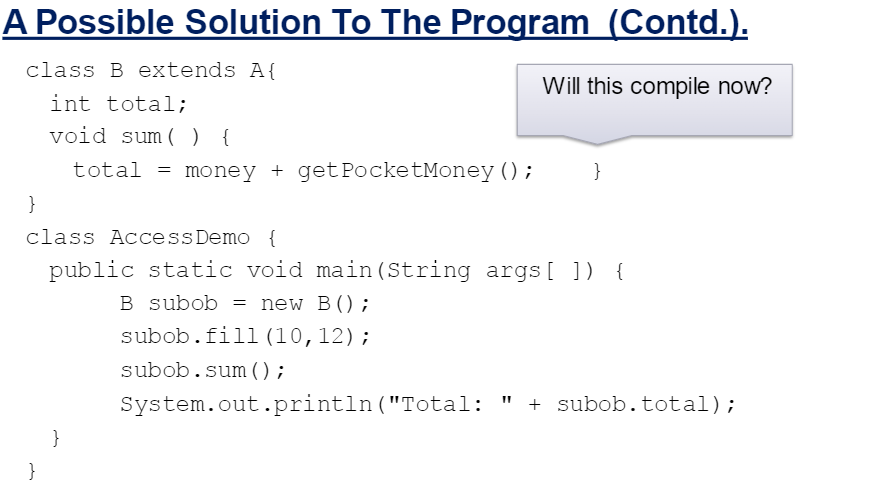 A Possible Solution To The Program (Contd.).
class B extends A{
Will this compile now?
int total;
void sum( ) {
total = money + getPocketMoney(); }
}
class AccessDemo {
public static void main(String args[ ]) {
B subob = new B();
subob.fill(10,12);
subob.sum();
System.out.println("Total: " + subob.total);
}
}